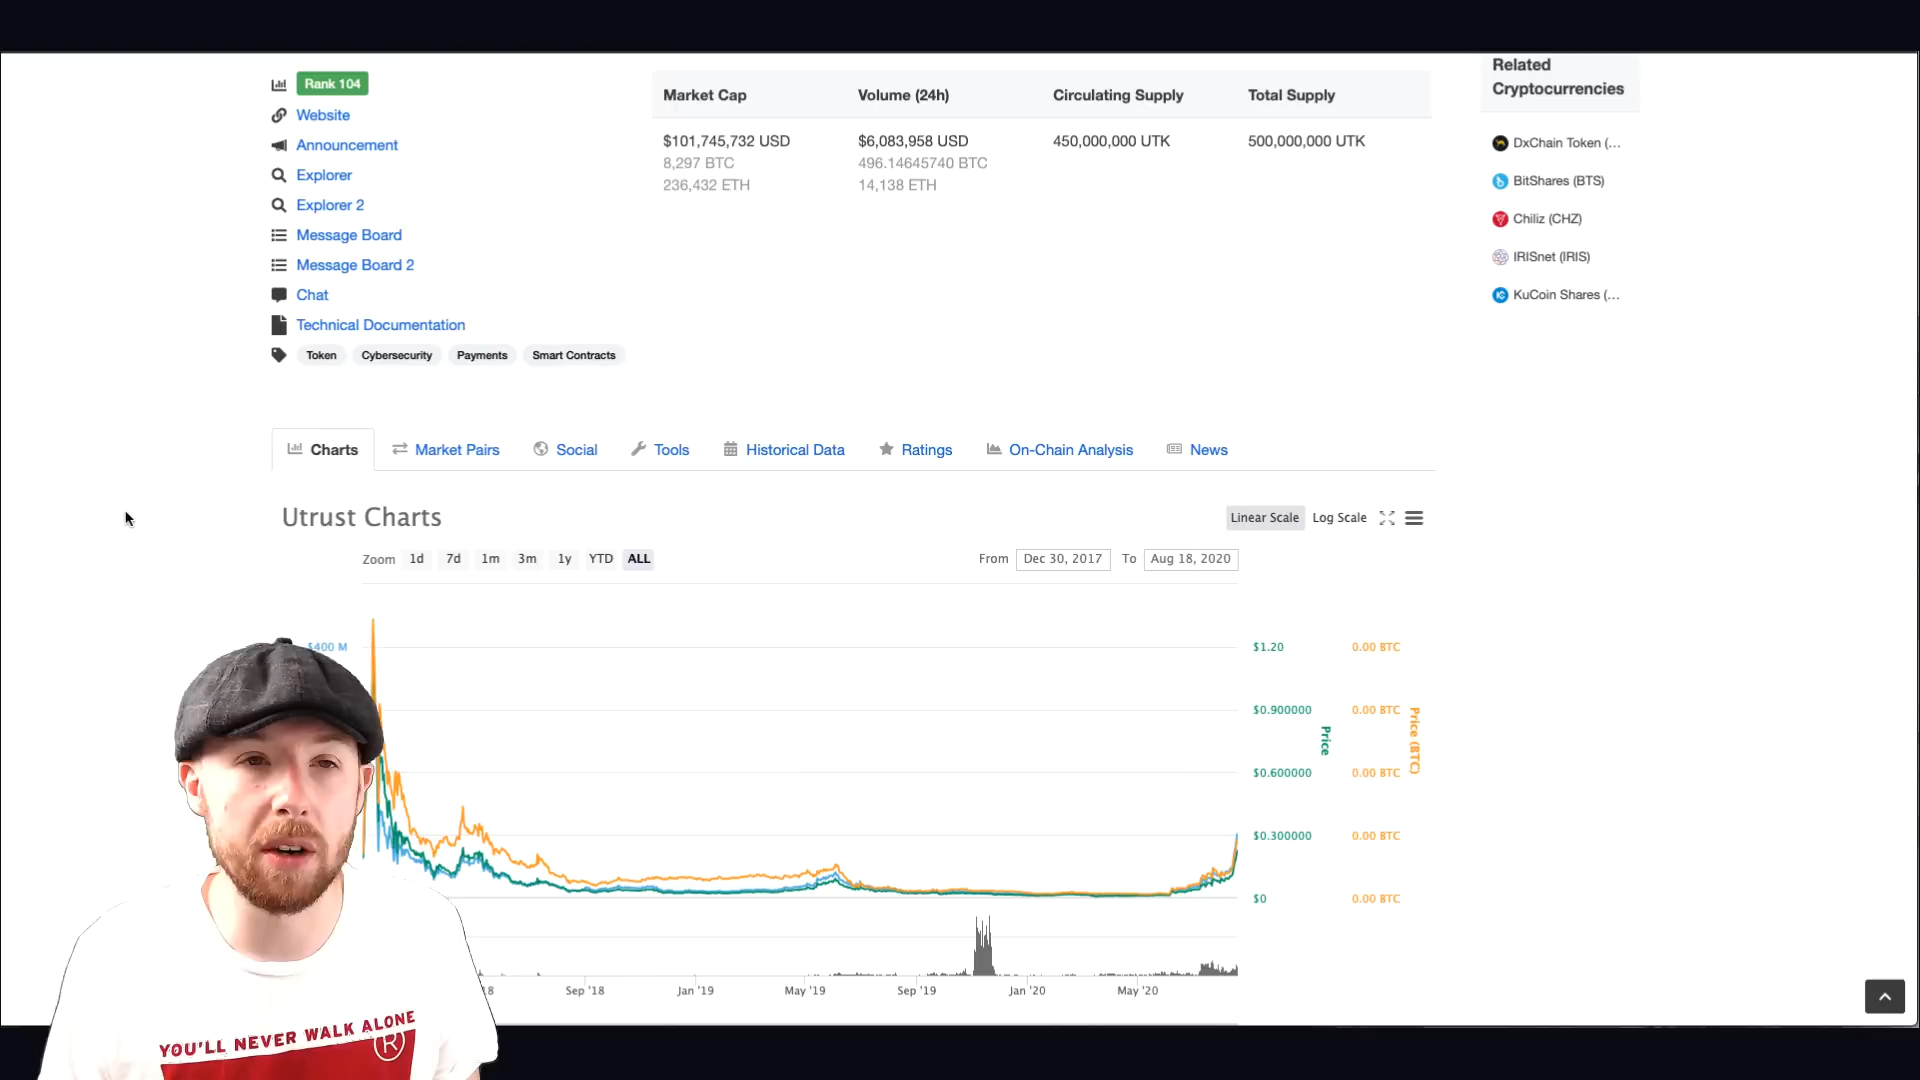 Rank 104
Website
Announcement
Explorer
Explorer 2
Message Board
Message Board 2
Chat
Technical Documentation
Token Cybersecurity Payments Smart Contracts
Market Cap Volume (24h) Circulating Supply Total Supply
$101,745,732 USD $6,083,958 USD 450,000,000 UTK 500,000,000 UTK
8,297 BTC 496.14645740 BTC
236,432 ETH 14,138 ETH
Related
Cryptocurrencies
DxChain Token (...
BitShares (BTS)
Chiliz (CHZ)
IRISnet (IRIS)
KuCoin Shares (...
Charts Market Pairs Social Tools Historical Data Ratings On-Chain Analysis News
Utrust Charts
Linear Scale Log Scale
Zoom 1d 7d 1m 3m 1y YTD ALL
From Dec 30, 2017 To Aug 18, 2020
$400 M $1.20 0.00 BTC
$0.900000 0.00 BTC
Price
Price (BTC)
$0.600000 0.00 BTC
$0.300000 0.00 BTC
$0 0.00 BTC
Sep '18 Jan '19 May '19 Sep '19 Jan '20 May '20
YOU'LL NEVER WALK ALONE
®